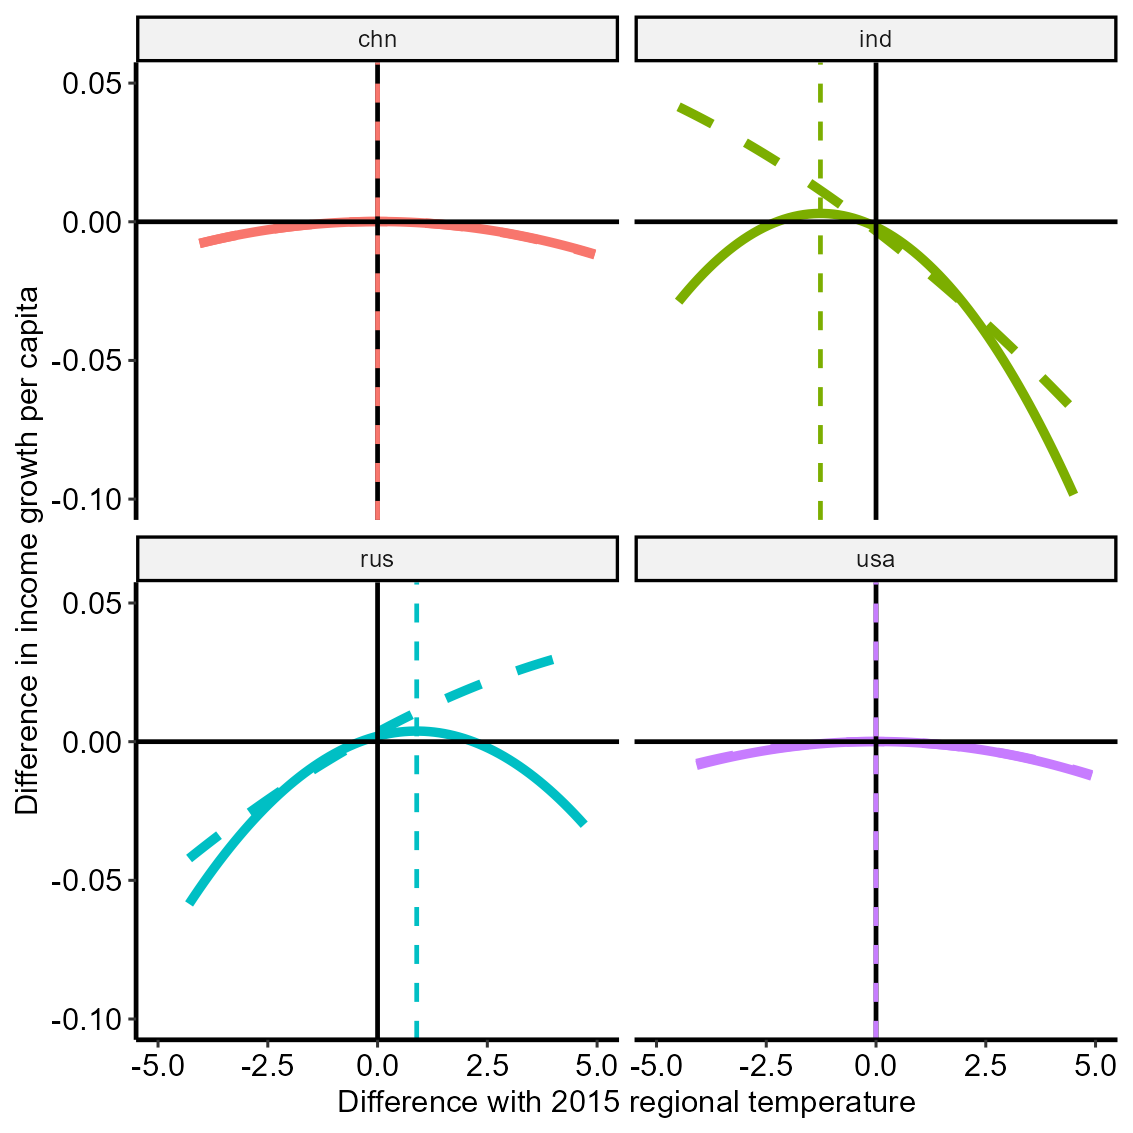 chn
ind
0.05
0.00
-0.05
-0.10
rus
usa
0.05
0.00
-0.05
-0.10
-5.0 -2.5 0.0 2.5 5.0 -5.0 -2.5 0.0 2.5 5.0
Difference with 2015 regional temperature
Difference in income growth per capita